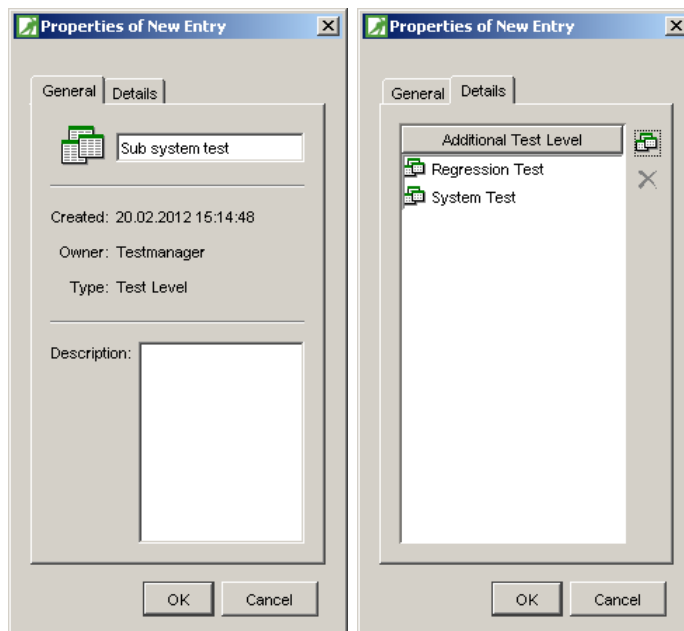 Properties of New Entry
General
Details
Sub system test
Created: 20.02.2012 15:14:48
Owner: Testmanager
Type: Test Level
Description:
OK
Cancel
Properties of New Entry
General
Details
Additional Test Level
Regression Test
System Test
OK
Cancel